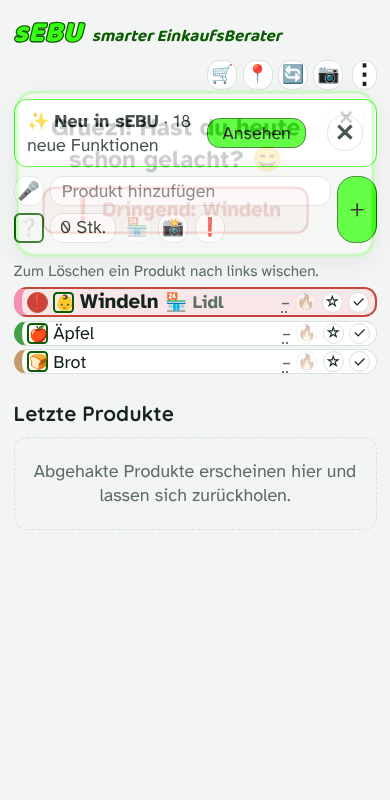 sEBU smarter EinkaufsBerater
✨ Neu in sEBU · 18
neue Funktionen
Ansehen
Gruezi! Hast du heute
schon gelacht? 😄
Produkt hinzufügen
Dringend: Windeln
0 Stk.
Zum Löschen ein Produkt nach links wischen.
Windeln 🏪 Lidl –
Äpfel –
Brot –
Letzte Produkte
Abgehakte Produkte erscheinen hier und
lassen sich zurückholen.